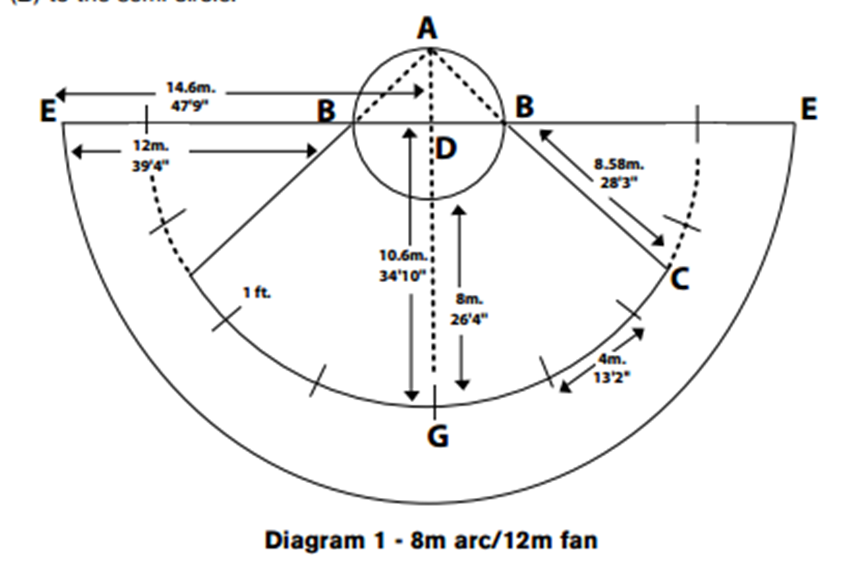 A
14.6m.
47'9"
E
B
B
E
12m.
39'4"
D
8.58m.
28'3"
10.6m.
34'10"
8m.
26'4"
C
1 ft.
4m.
13'2"
G
Diagram 1 - 8m arc/12m fan